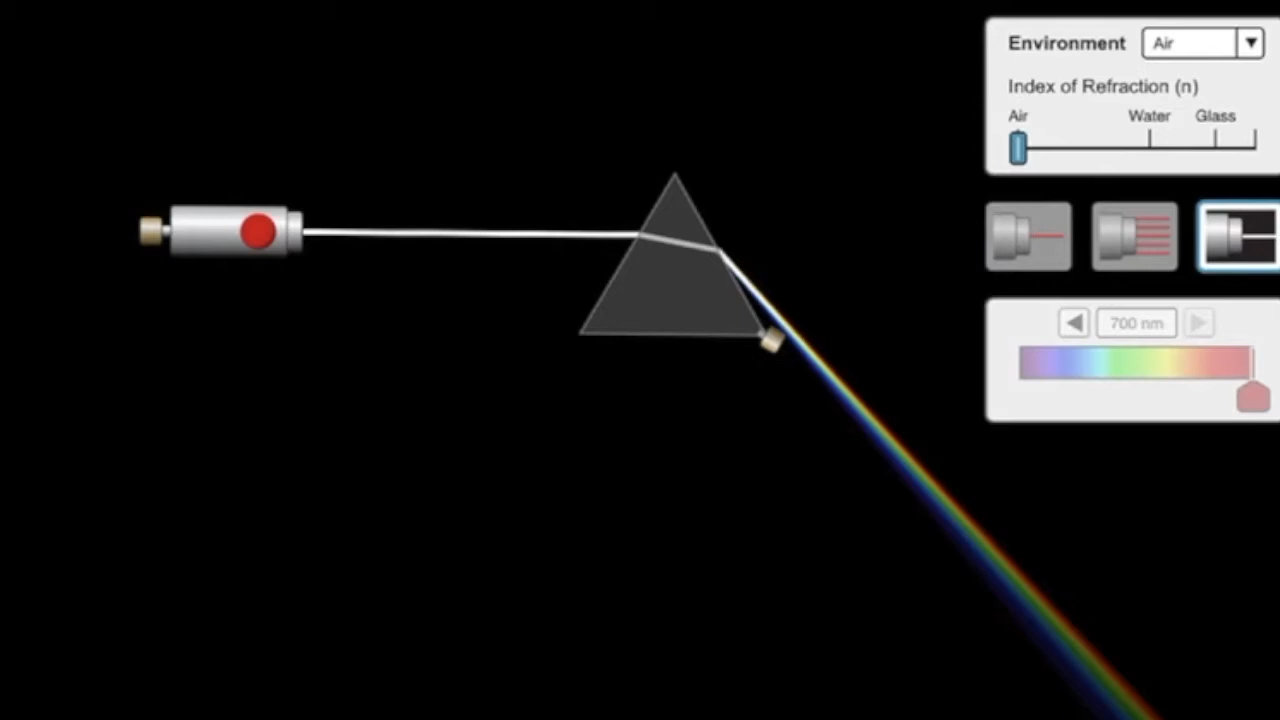 Environment Air
Index of Refraction (n)
Air Water Glass
700 nm